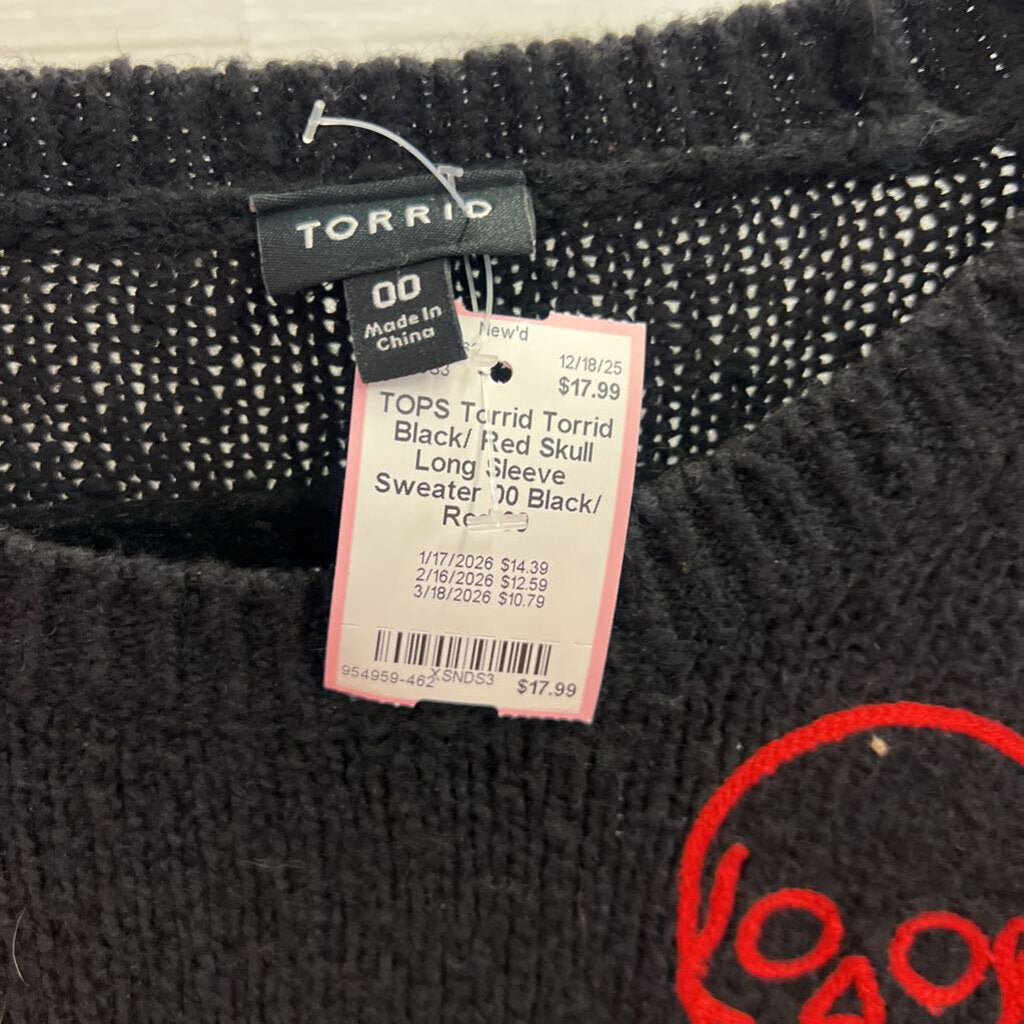 TORRID
00
Made In
China
New'd
12/18/25
$17.99
TOPS Torrid Torrid
Black/ Red Skull
Long Sleeve
Sweater 00 Black/
1/17/2026 $14.39
2/16/2026 $12.59
3/18/2026 $10.79
954959-462 XSNDS3 $17.99